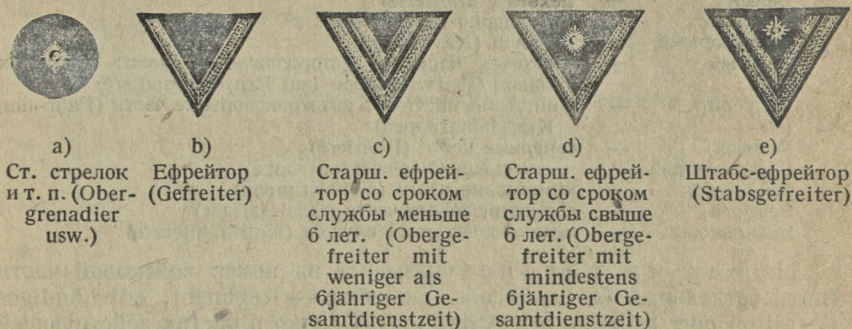 a)
Ст. стрелок
и т. п. (Ober-
grenadier
usw.)
b)
Ефрейтор
(Gefreiter)
c)
Старш. ефрей-
тор со сроком
службы меньше
6 лет. (Oberge-
freiter mit
weniger als
6jähriger Ge-
samtdienstzeit)
d)
Старш. ефрей-
тор со сроком
службы свыше
6 лет. (Oberge-
freiter mit
mindestens
6jähriger Ge-
samtdienstzeit)
e)
Штабс-ефрейтор
(Stabsgefreiter)